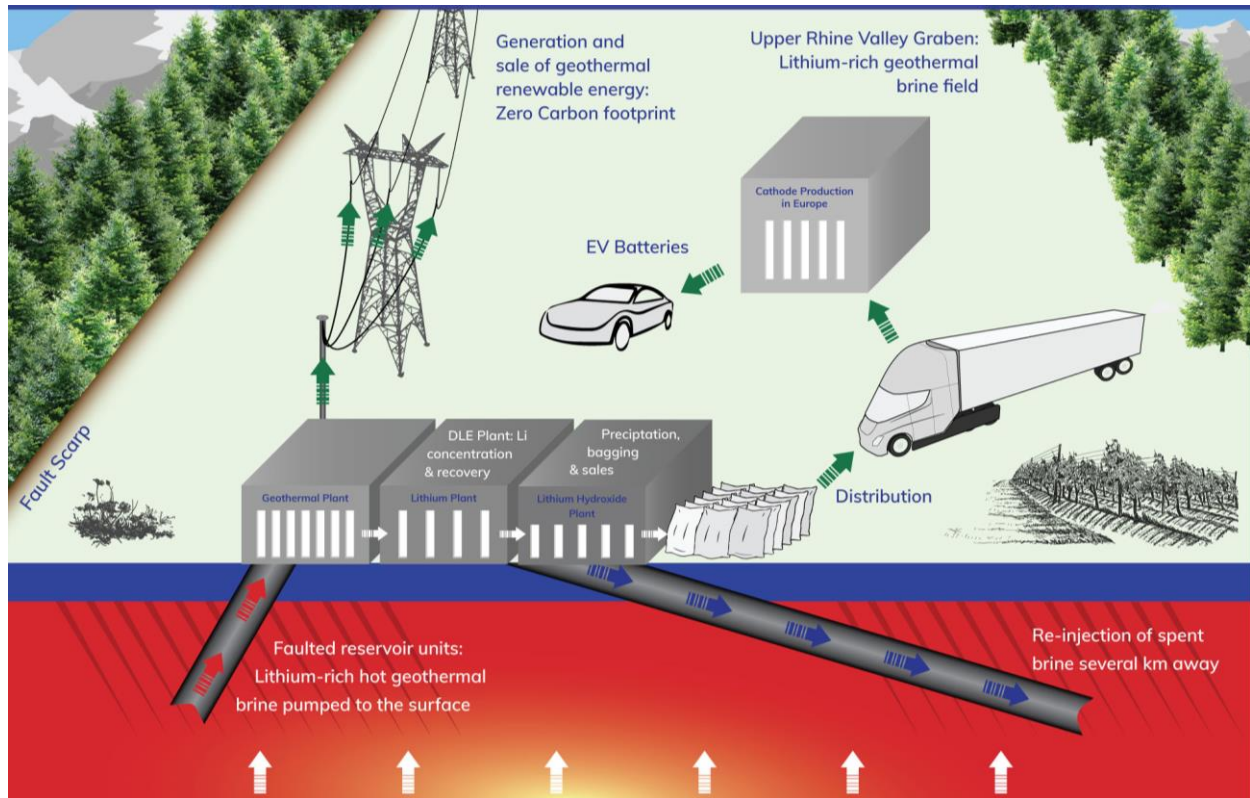 Generation and
sale of geothermal
renewable energy:
Zero Carbon footprint
Upper Rhine Valley Graben:
Lithium-rich geothermal
brine field
Cathode Production
in Europe
EV Batteries
Fault Scarp
DLE Plant: Li
concentration
& recovery
Preciptation,
bagging
& sales
Geothermal Plant
Lithium Plant
Lithium Hydroxide
Plant
Distribution
Faulted reservoir units:
Lithium-rich hot geothermal
brine pumped to the surface
Re-injection of spent
brine several km away